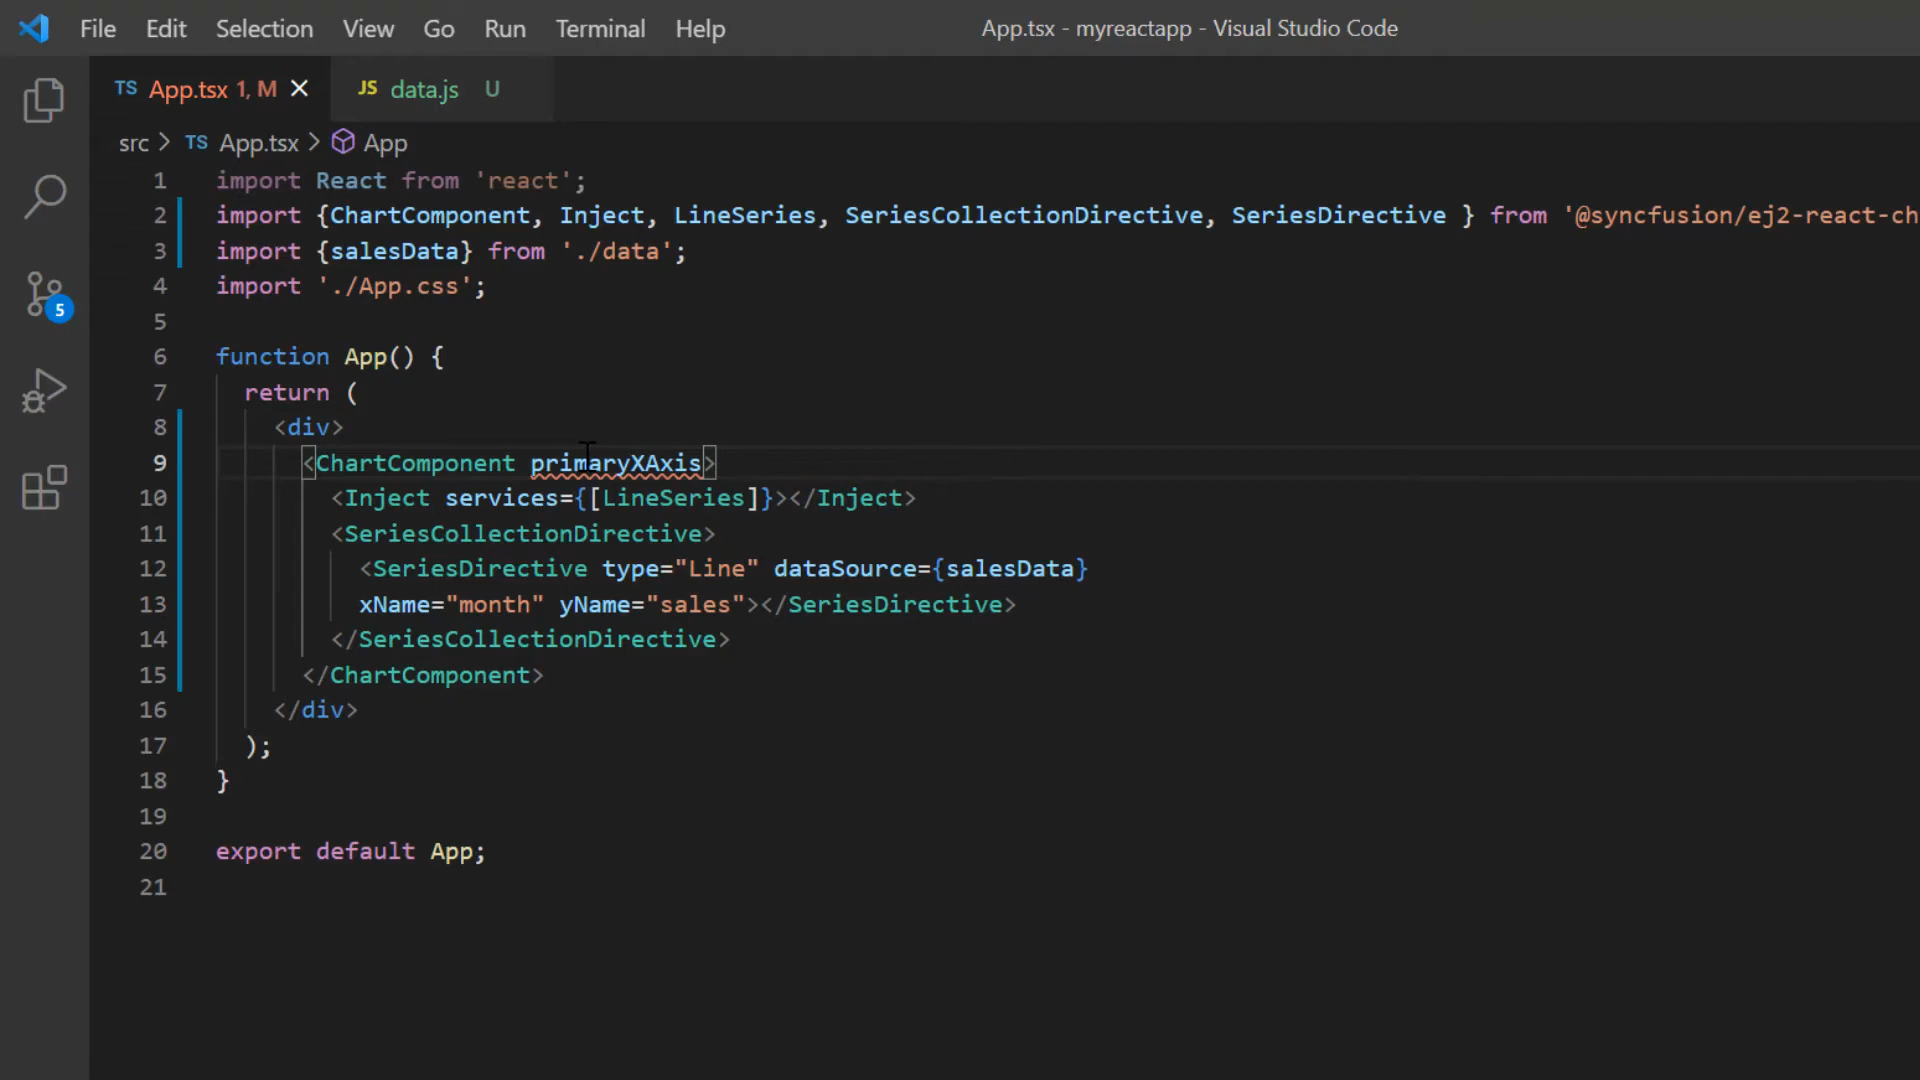 File Edit Selection View Go Run Terminal Help App.tsx - myreactapp - Visual Studio Code
TS App.tsx 1, M JS data.js U
src > TS App.tsx > App
1 import React from 'react';
2 import {ChartComponent, Inject, LineSeries, SeriesCollectionDirective, SeriesDirective } from '@syncfusion/ej2-react-ch
3 import {salesData} from './data';
4 import './App.css';
5
6 function App() {
7 return (
8 <div>
9 <ChartComponent primaryXAxis>
10 <Inject services={[LineSeries]}></Inject>
11 <SeriesCollectionDirective>
12 <SeriesDirective type="Line" dataSource={salesData}
13 xName="month" yName="sales"></SeriesDirective>
14 </SeriesCollectionDirective>
15 </ChartComponent>
16 </div>
17 );
18 }
19
20 export default App;
21
5